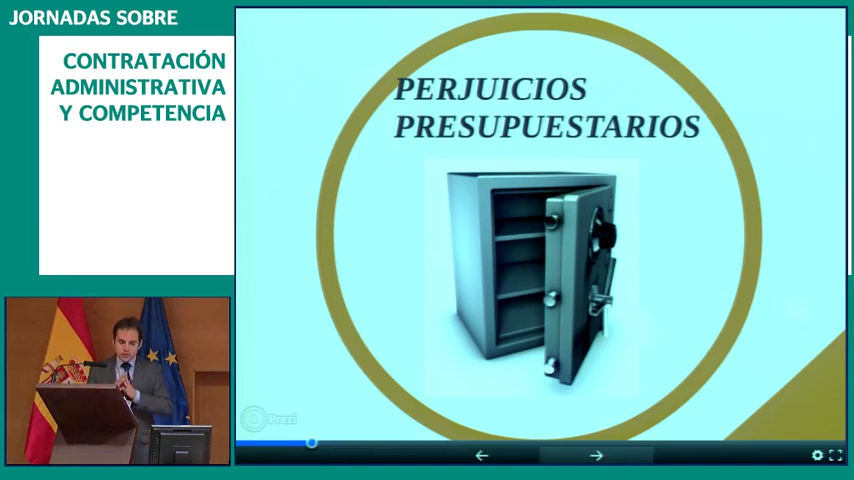 JORNADAS SOBRE
CONTRATACIÓN
ADMINISTRATIVA
Y COMPETENCIA
PERJUICIOS
PRESUPUESTARIOS
Prezi